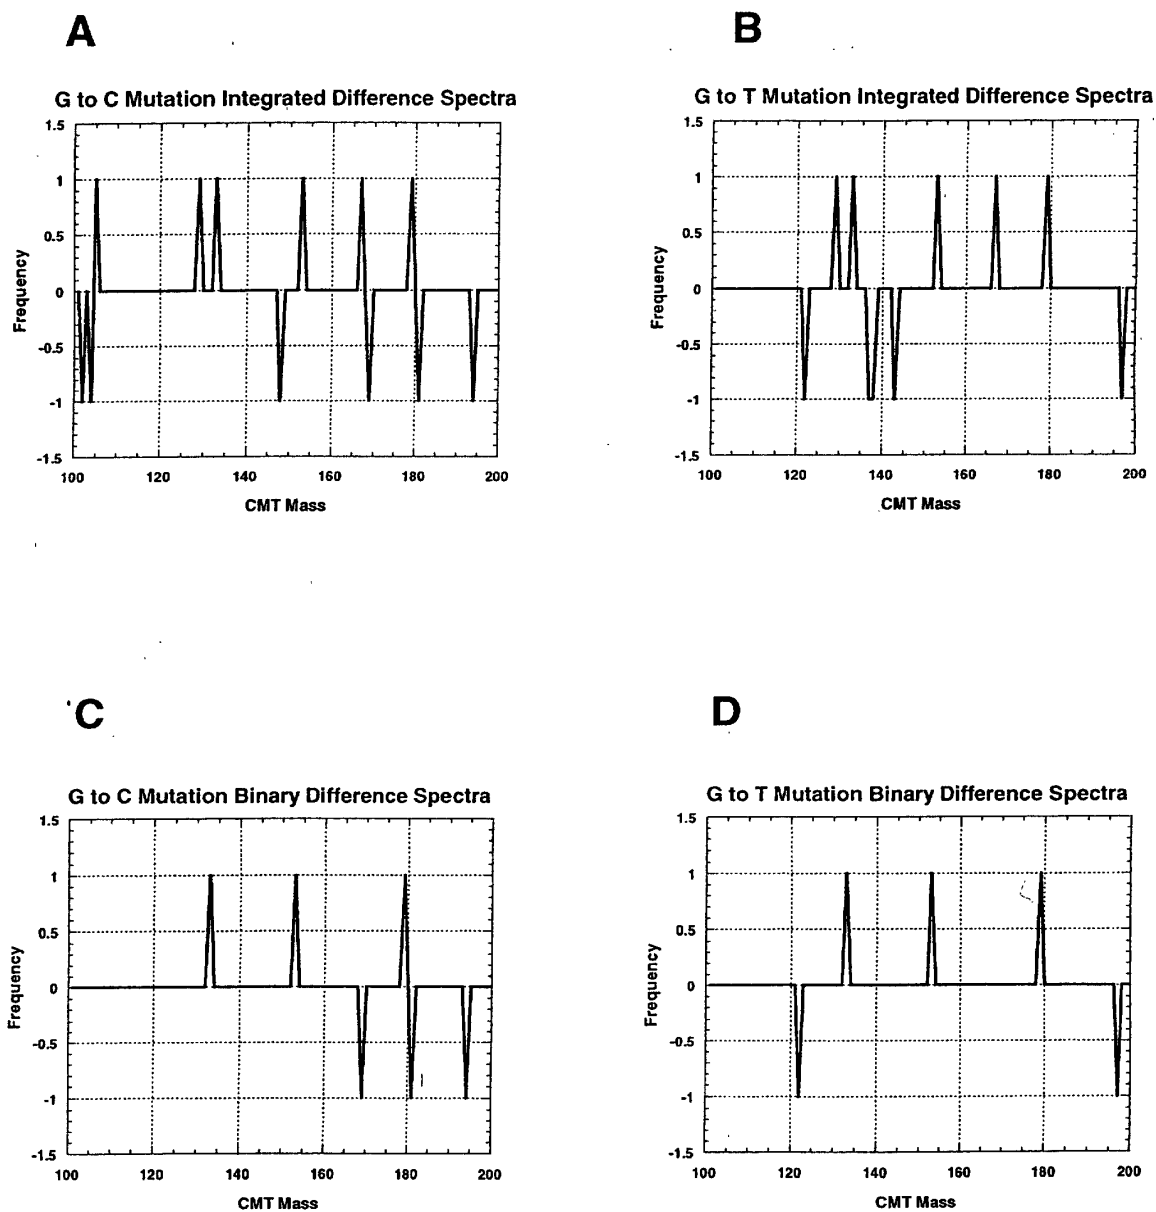 A
B
G to C Mutation Integrated Difference Spectra
1.5
1
0.5
0
-0.5
-1
-1.5
Frequency
100 120 140 160 180 200
CMT Mass
G to T Mutation Integrated Difference Spectra
1.5
1
0.5
0
-0.5
-1
-1.5
Frequency
100 120 140 160 180 200
CMT Mass
C
D
G to C Mutation Binary Difference Spectra
1.5
1
0.5
0
-0.5
-1
-1.5
Frequency
100 120 140 160 180 200
CMT Mass
G to T Mutation Binary Difference Spectra
1.5
1
0.5
0
-0.5
-1
-1.5
Frequency
100 120 140 160 180 200
CMT Mass